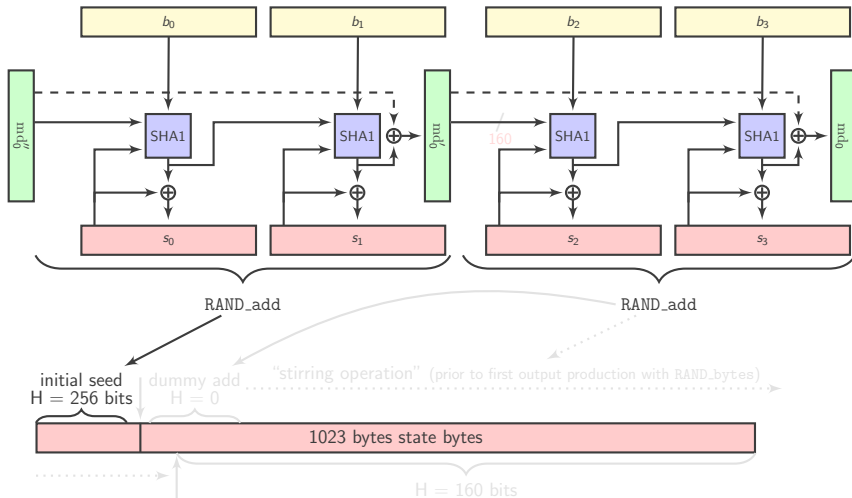 b0 b1 b2 b3
md0'' SHA1 SHA1 md0' SHA1 SHA1 md0
160
s0 s1 s2 s3
RAND_add RAND_add
initial seed dummy add "stirring operation" (prior to first output production with RAND_bytes)
H = 256 bits H = 0
1023 bytes state bytes
H = 160 bits